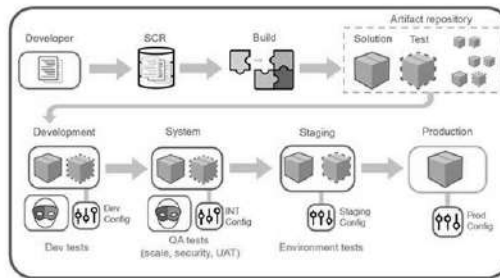 Artifact repository
Developer
SCR
Build
Solution
Test
Development
System
Staging
Production
Dev
Config
INT
Config
Staging
Config
Prod
Config
Dev tests
QA tests
(scale, security, UAT)
Environment tests